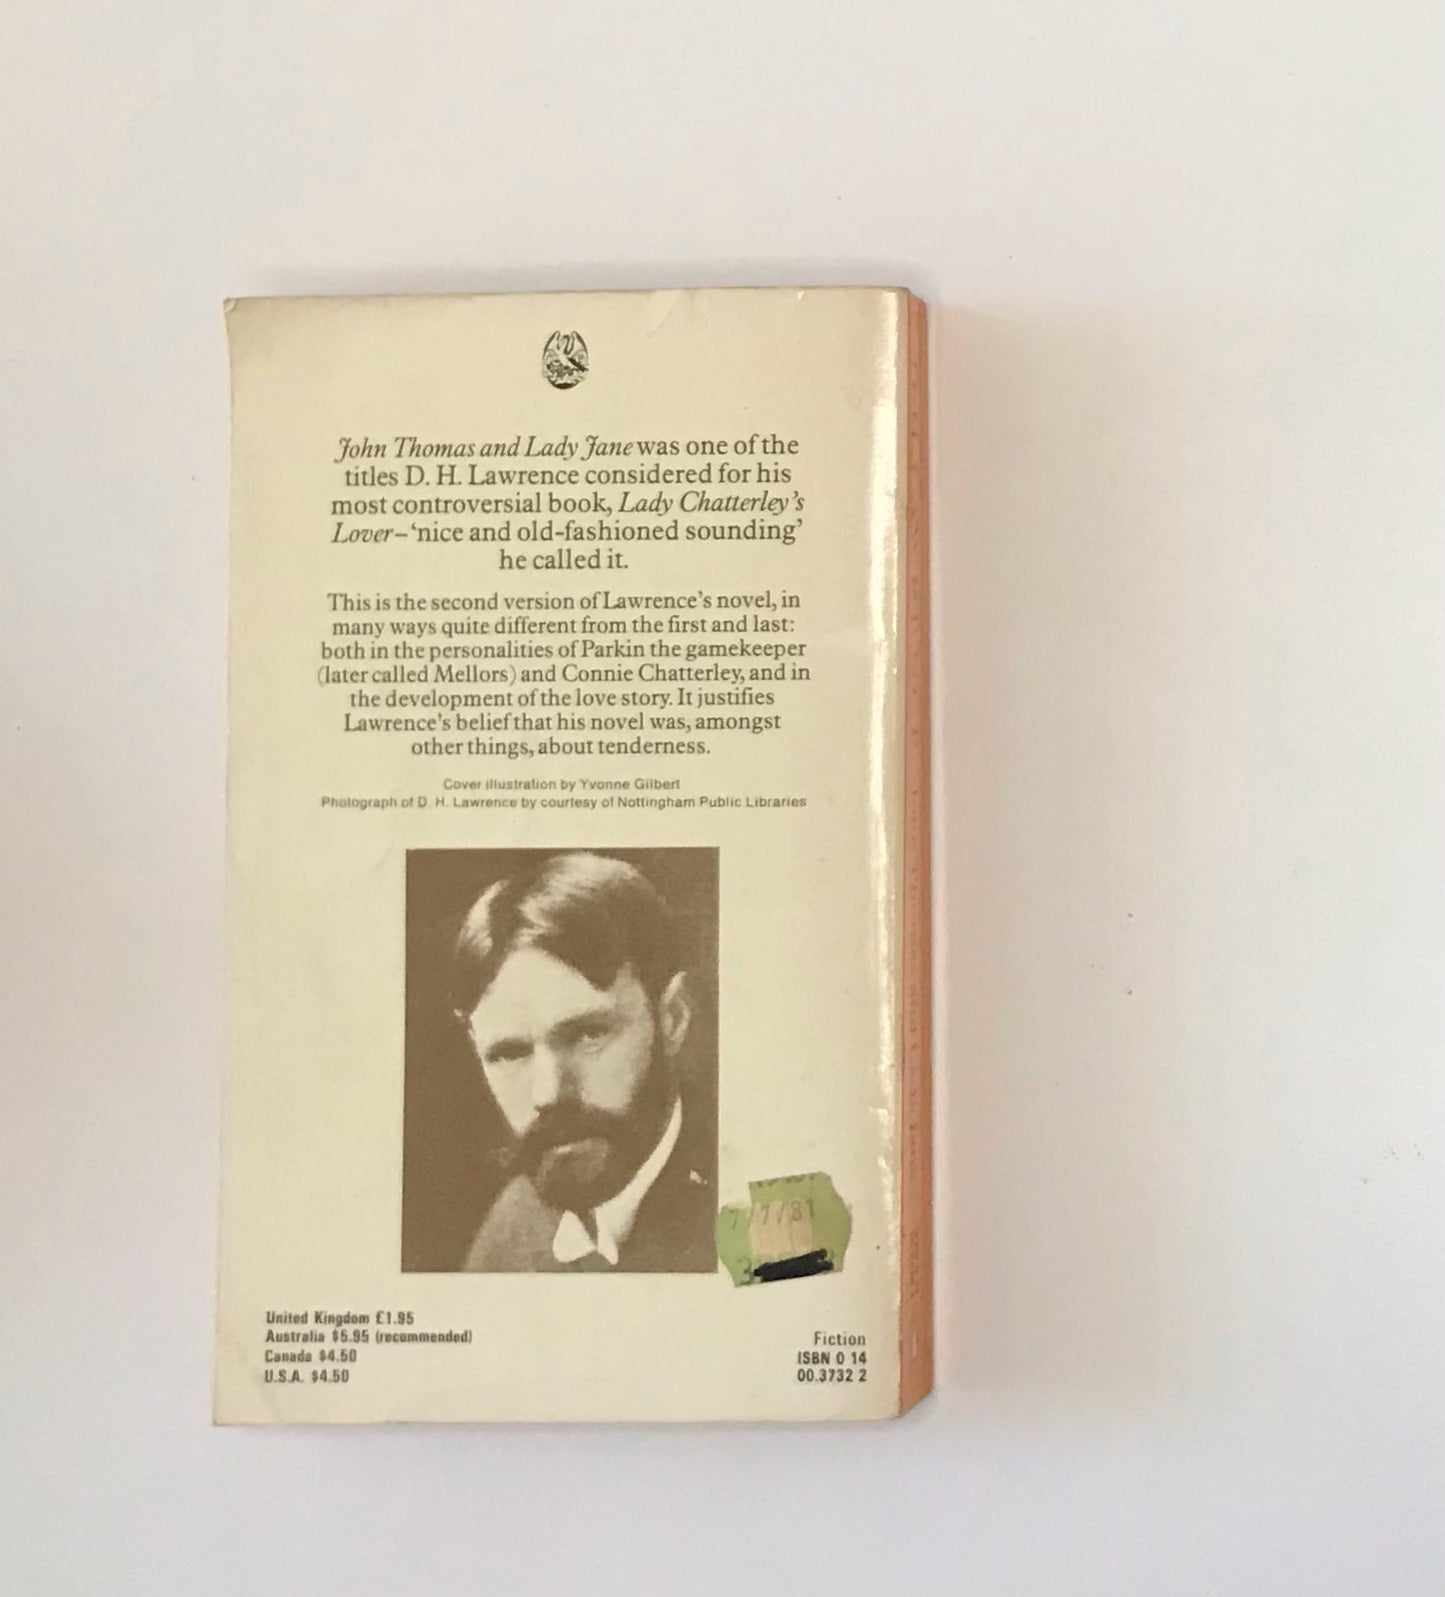 John Thomas and Lady Jane was one of the
titles D. H. Lawrence considered for his
most controversial book, Lady Chatterley's
Lover–'nice and old-fashioned sounding'
he called it.
This is the second version of Lawrence's novel, in
many ways quite different from the first and last:
both in the personalities of Parkin the gamekeeper
(later called Mellors) and Connie Chatterley, and in
the development of the love story. It justifies
Lawrence's belief that his novel was, amongst
other things, about tenderness.
Cover illustration by Yvonne Gilbert
Photograph of D. H. Lawrence by courtesy of Nottingham Public Libraries
7/7/81
United Kingdom £1.95
Australia $5.95 (recommended)
Canada $4.50
U.S.A. $4.50
Fiction
ISBN 0 14
00.3732 2